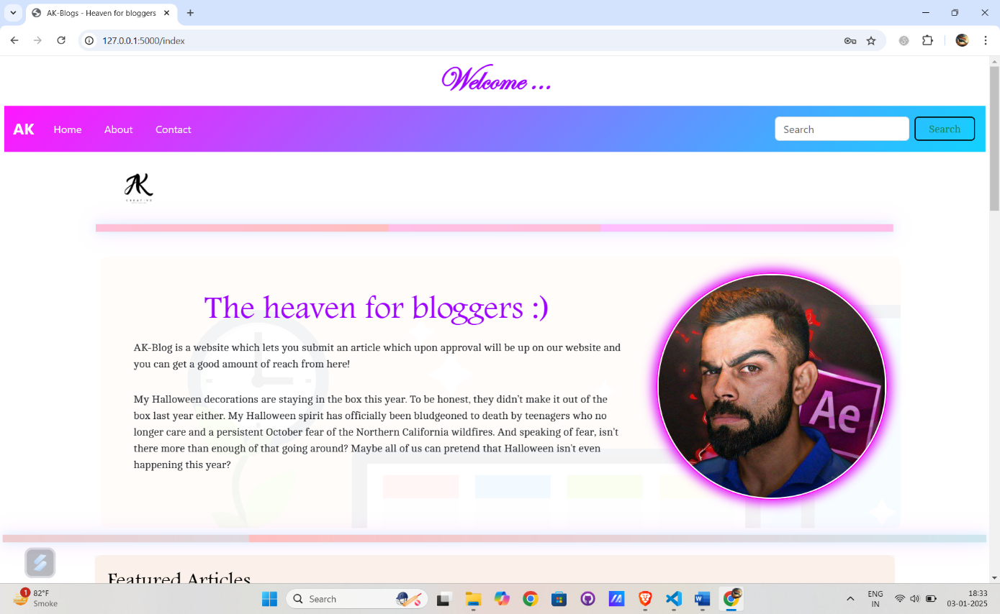 AK-Blogs - Heaven for bloggers
127.0.0.1:5000/index
Welcome ...
AK Home About Contact Search Search
AK
CREATIVE
The heaven for bloggers :)
AK-Blog is a website which lets you submit an article which upon approval will be up on our website and
you can get a good amount of reach from here!
My Halloween decorations are staying in the box this year. To be honest, they didn’t make it out of the
box last year either. My Halloween spirit has officially been bludgeoned to death by teenagers who no
longer care and a persistent October fear of the Northern California wildfires. And speaking of fear, isn’t
there more than enough of that going around? Maybe all of us can pretend that Halloween isn’t even
happening this year?
Ae
Featured Articles
1
82°F
Smoke
Search
ENG
IN
18:33
03-01-2025